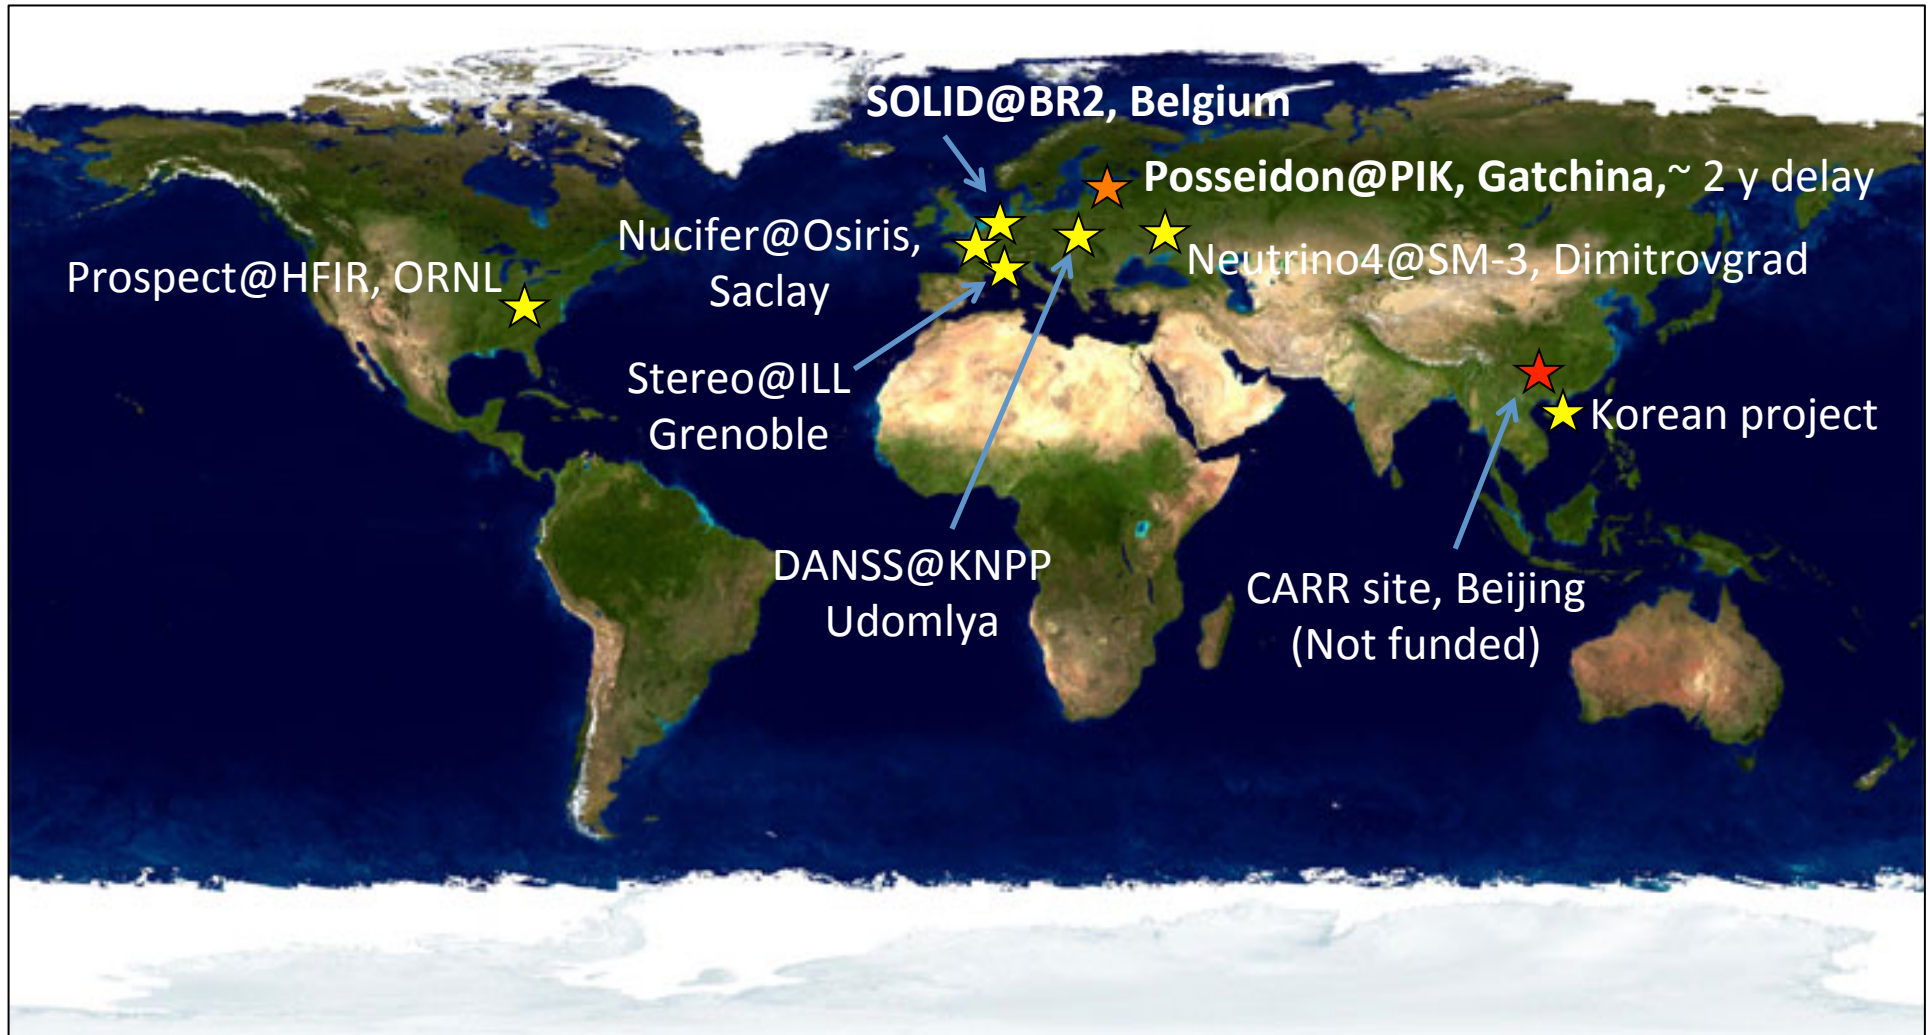 SOLID@BR2, Belgium
Posseidon@PIK, Gatchina,~ 2 y delay
Nucifer@Osiris,
Saclay
Neutrino4@SM-3, Dimitrovgrad
Prospect@HFIR, ORNL
Stereo@ILL
Grenoble
Korean project
DANSS@KNPP
Udomlya
CARR site, Beijing
(Not funded)